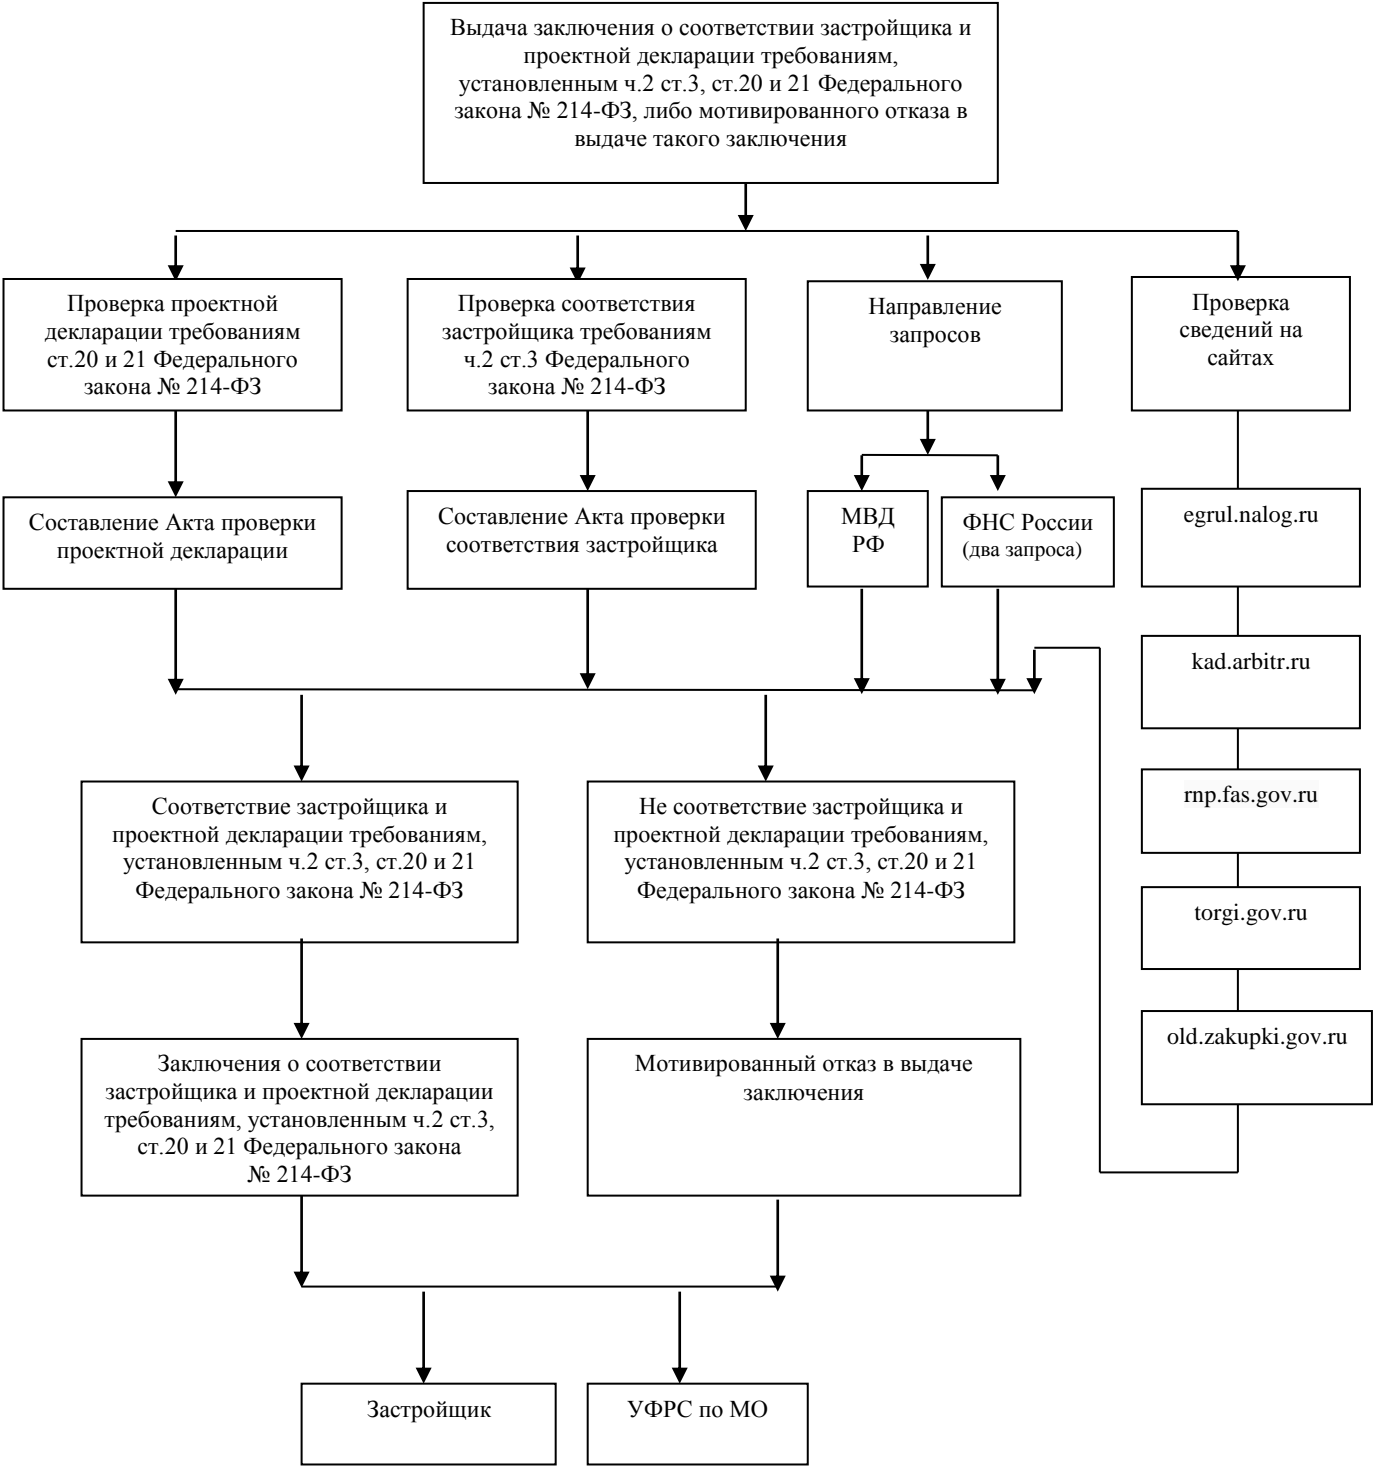 Выдача заключения о соответствии застройщика и
проектной декларации требованиям,
установленным ч.2 ст.3, ст.20 и 21 Федерального
закона № 214-ФЗ, либо мотивированного отказа в
выдаче такого заключения
Проверка проектной
декларации требованиям
ст.20 и 21 Федерального
закона № 214-ФЗ
Проверка соответствия
застройщика требованиям
ч.2 ст.3 Федерального
закона № 214-ФЗ
Направление
запросов
Проверка
сведений на
сайтах
Составление Акта проверки
проектной декларации
Составление Акта проверки
соответствия застройщика
МВД
РФ
ФНС России
(два запроса)
egrul.nalog.ru
kad.arbitr.ru
rnp.fas.gov.ru
torgi.gov.ru
old.zakupki.gov.ru
Соответствие застройщика и
проектной декларации требованиям,
установленным ч.2 ст.3, ст.20 и 21
Федерального закона № 214-ФЗ
Не соответствие застройщика и
проектной декларации требованиям,
установленным ч.2 ст.3, ст.20 и 21
Федерального закона № 214-ФЗ
Заключения о соответствии
застройщика и проектной декларации
требованиям, установленным ч.2 ст.3,
ст.20 и 21 Федерального закона
№ 214-ФЗ
Мотивированный отказ в выдаче
заключения
Застройщик
УФРС по МО